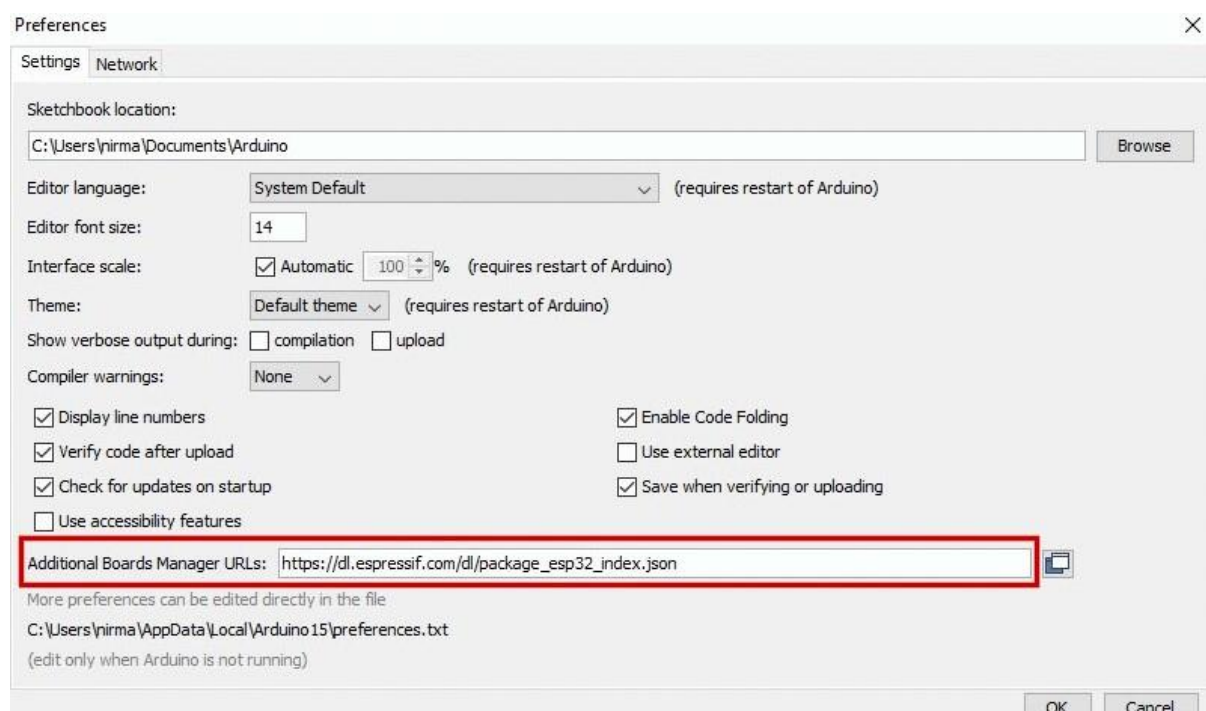 Preferences
Settings Network
Sketchbook location:
C:\Users\nirma\Documents\Arduino Browse
Editor language: System Default (requires restart of Arduino)
Editor font size: 14
Interface scale: Automatic 100 % (requires restart of Arduino)
Theme: Default theme (requires restart of Arduino)
Show verbose output during: compilation upload
Compiler warnings: None
Display line numbers Enable Code Folding
Verify code after upload Use external editor
Check for updates on startup Save when verifying or uploading
Use accessibility features
Additional Boards Manager URLs: https://dl.espressif.com/dl/package_esp32_index.json
More preferences can be edited directly in the file
C:\Users\nirma\AppData\Local\Arduino15\preferences.txt
(edit only when Arduino is not running)
OK Cancel